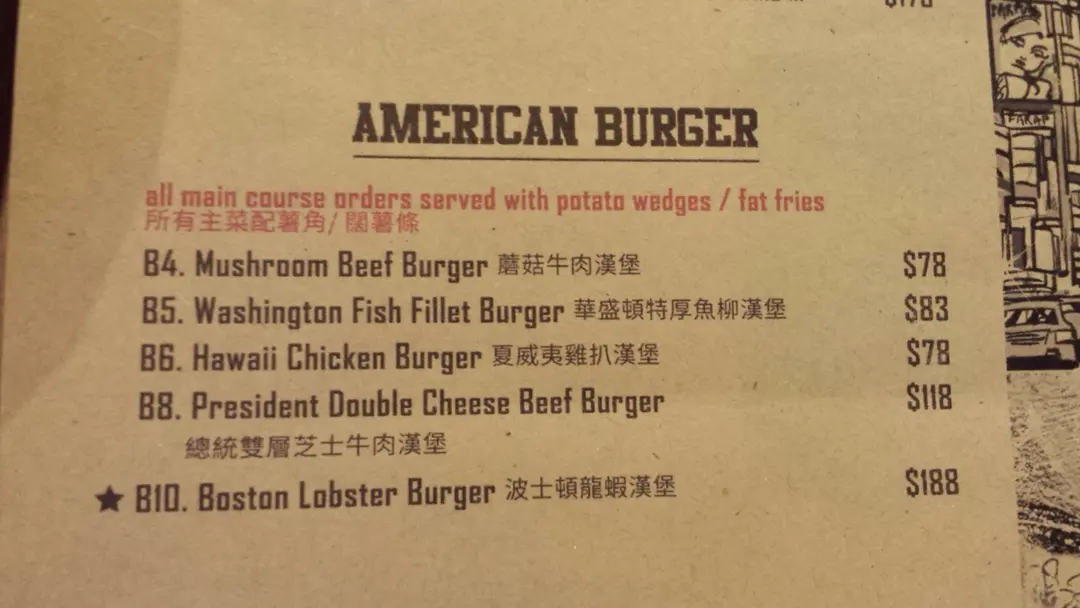 AMERICAN BURGER
all main course orders served with potato wedges / fat fries
所有主菜配薯角/ 闊薯條
B4. Mushroom Beef Burger 蘑菇牛肉漢堡 $78
B5. Washington Fish Fillet Burger 華盛頓特厚魚柳漢堡 $83
B6. Hawaii Chicken Burger 夏威夷雞扒漢堡 $78
B8. President Double Cheese Beef Burger $118
總統雙層芝士牛肉漢堡
★ B10. Boston Lobster Burger 波士頓龍蝦漢堡 $188